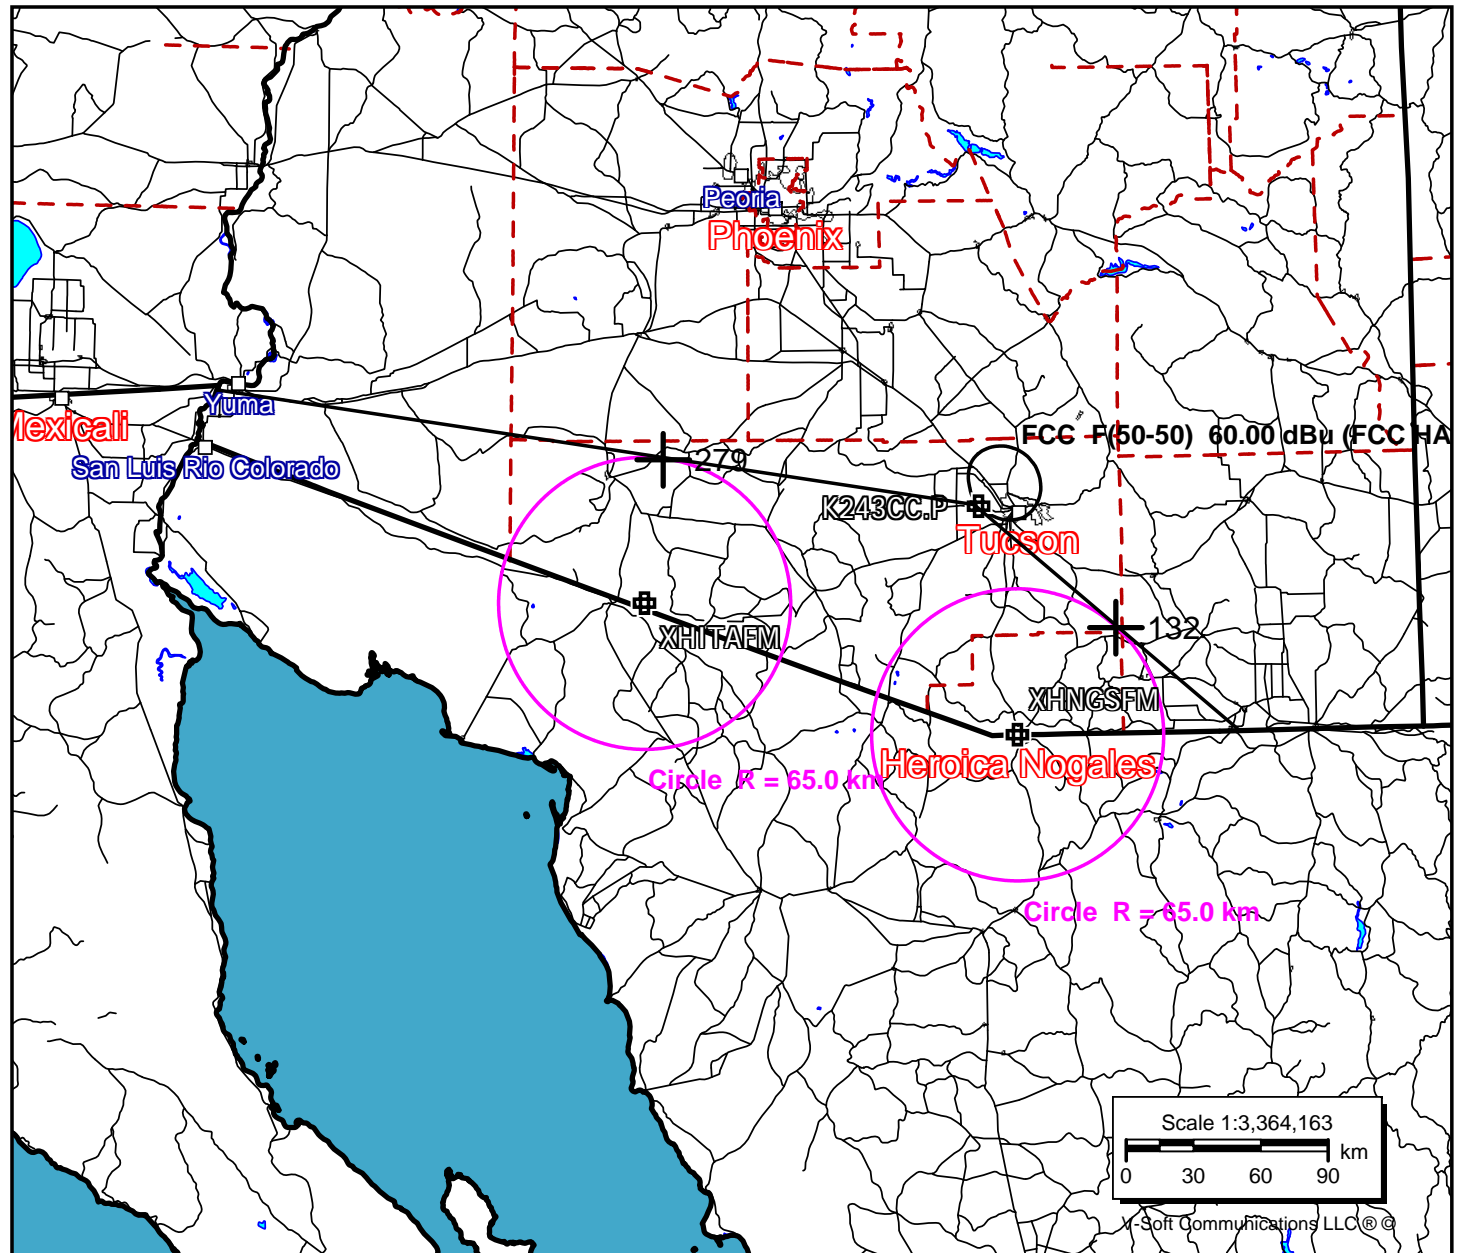 Peoria
Phoenix
Yuma
Mexicali
FCC F(50-50) 60.00 dBu (FCC HA
San Luis Rio Colorado
279
K243CC.P
Tucson
XHITAFM
132
XHNGSFM
Heroica Nogales
Circle R = 65.0 km
Circle R = 65.0 km
Scale 1:3,364,163
km
0 30 60 90
V-Soft Communications LLC ® ©